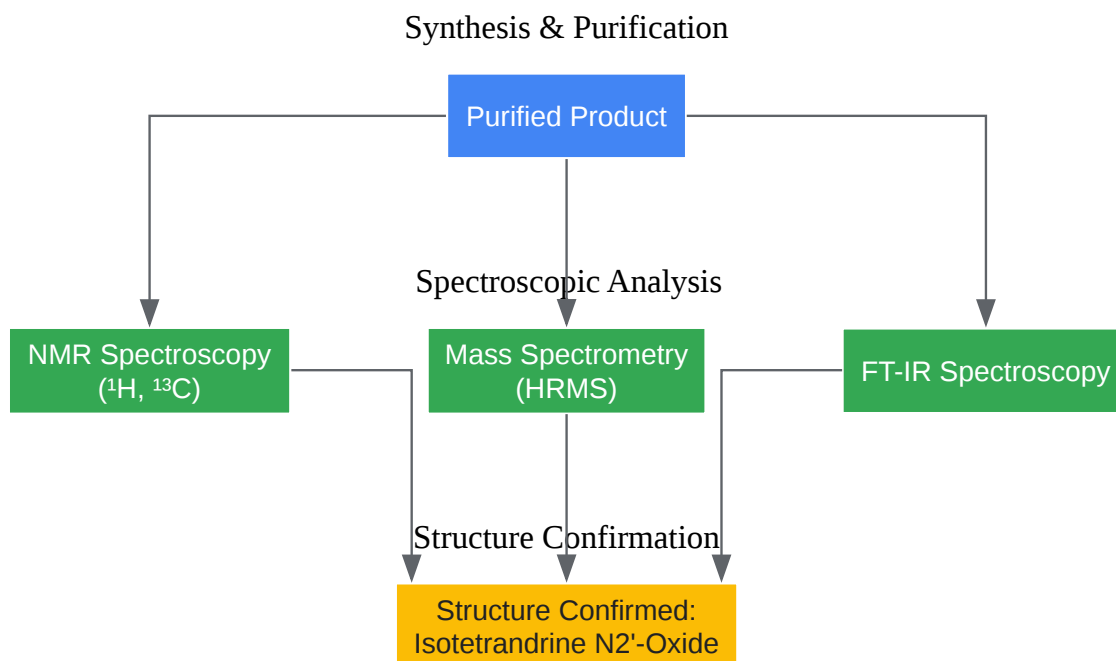 Synthesis & Purification
Purified Product
Spectroscopic Analysis
NMR Spectroscopy
(¹H, ¹³C)
Mass Spectrometry
(HRMS)
FT-IR Spectroscopy
Structure Confirmation
Structure Confirmed:
Isotetrandrine N2'-Oxide